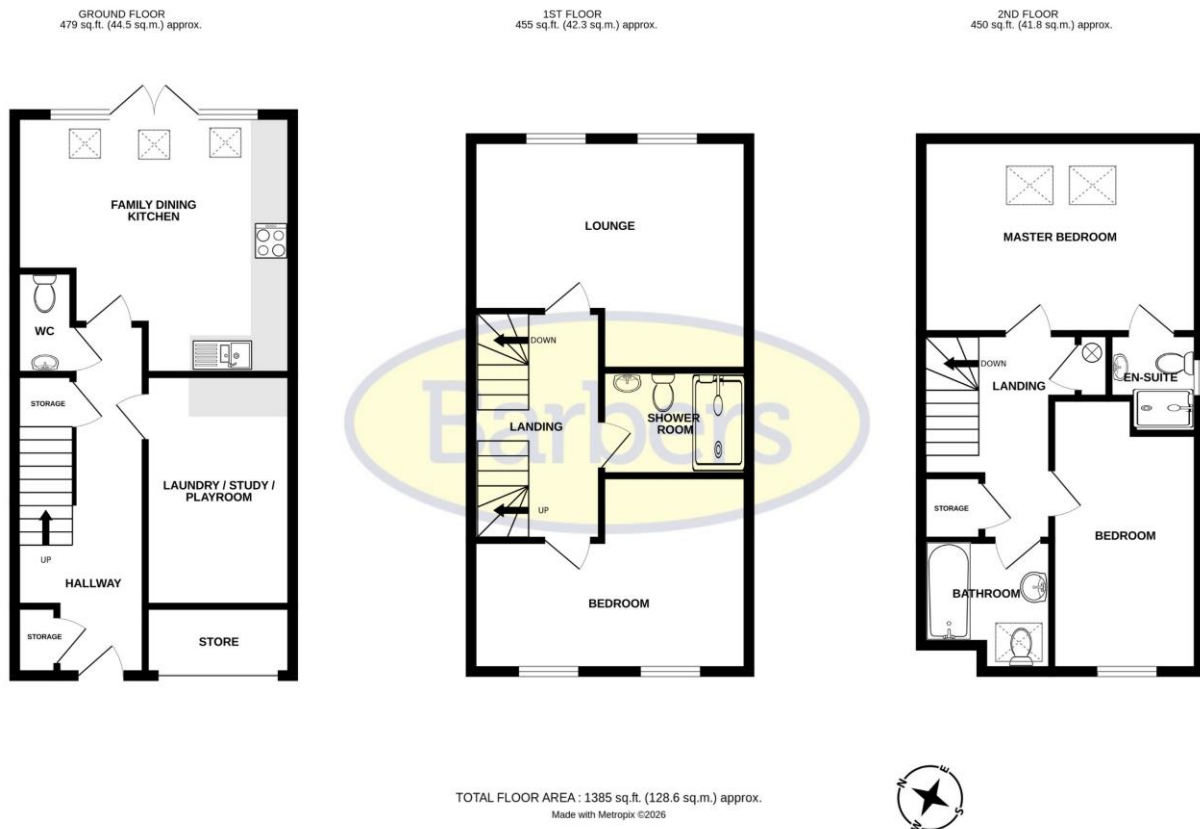 GROUND FLOOR
479 sq.ft. (44.5 sq.m.) approx.
FAMILY DINING
KITCHEN
WC
STORAGE
LAUNDRY / STUDY /
PLAYROOM
UP
HALLWAY
STORAGE
STORE
1ST FLOOR
455 sq.ft. (42.3 sq.m.) approx.
LOUNGE
DOWN
LANDING
SHOWER
ROOM
UP
BEDROOM
Barbers
2ND FLOOR
450 sq.ft. (41.8 sq.m.) approx.
MASTER BEDROOM
DOWN
LANDING
EN-SUITE
STORAGE
BEDROOM
BATHROOM
TOTAL FLOOR AREA : 1385 sq.ft. (128.6 sq.m.) approx.
Made with Metropix ©2026
N
E
S
W